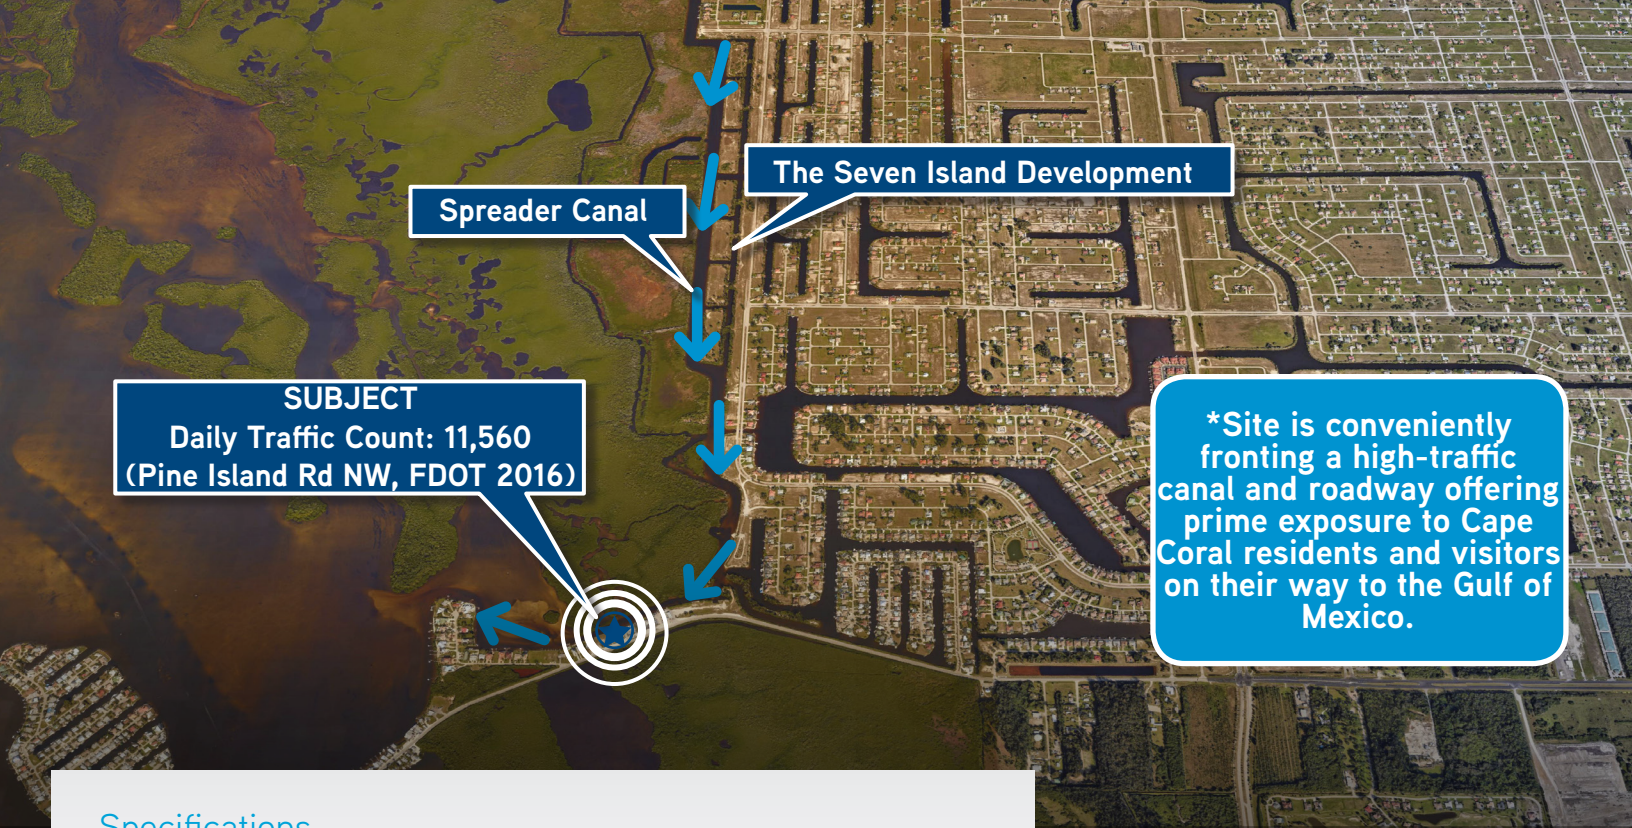 The Seven Island Development
Spreader Canal
SUBJECT
Daily Traffic Count: 11,560
(Pine Island Rd NW, FDOT 2016)
*Site is conveniently
fronting a high-traffic
canal and roadway offering
prime exposure to Cape
Coral residents and visitors
on their way to the Gulf of
Mexico.
Specifications